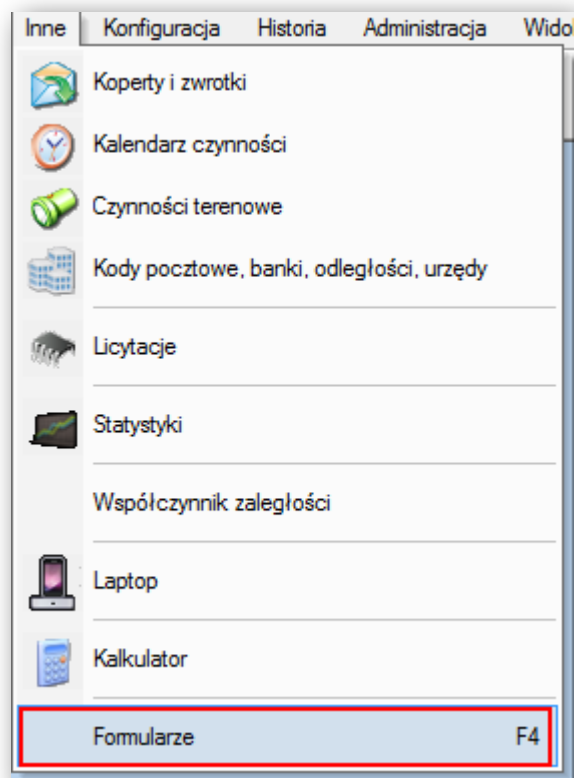 Inne Konfiguracja Historia Administracja Wido
Koperty i zwrotki
Kalendarz czynności
Czynności terenowe
Kody pocztowe, banki, odległości, urzędy
Licytacje
Statystyki
Współczynnik zaległości
Laptop
Kalkulator
Formularze F4